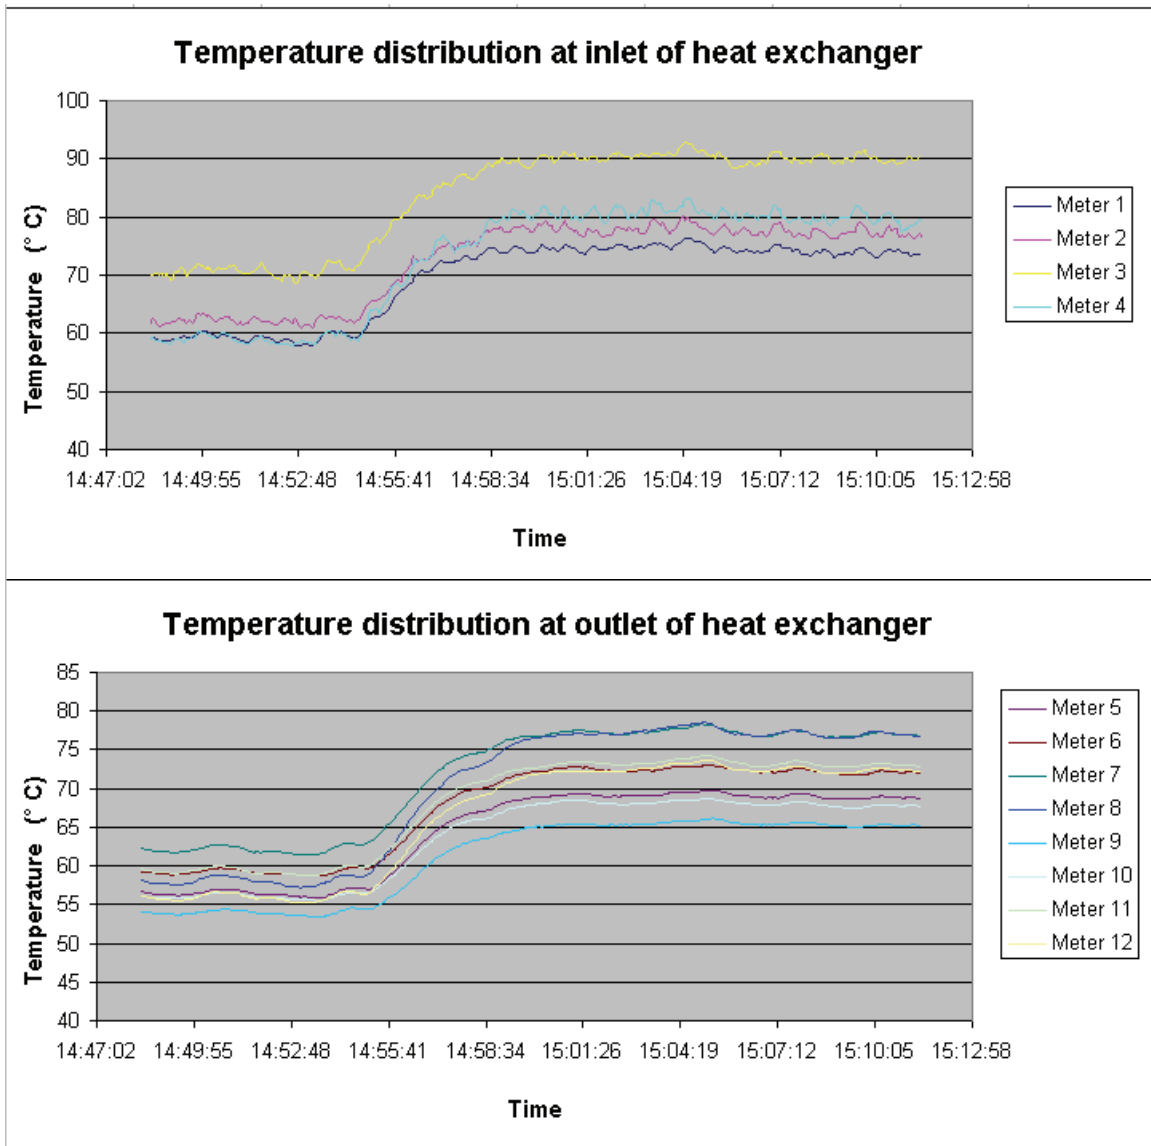 Temperature distribution at inlet of heat exchanger
100
90
80
70
60
50
40
Temperature (° C)
14:47:02 14:49:55 14:52:48 14:55:41 14:58:34 15:01:26 15:04:19 15:07:12 15:10:05 15:12:58
Time
Meter 1
Meter 2
Meter 3
Meter 4
Temperature distribution at outlet of heat exchanger
85
80
75
70
65
60
55
50
45
40
Temperature (° C)
14:47:02 14:49:55 14:52:48 14:55:41 14:58:34 15:01:26 15:04:19 15:07:12 15:10:05 15:12:58
Time
Meter 5
Meter 6
Meter 7
Meter 8
Meter 9
Meter 10
Meter 11
Meter 12